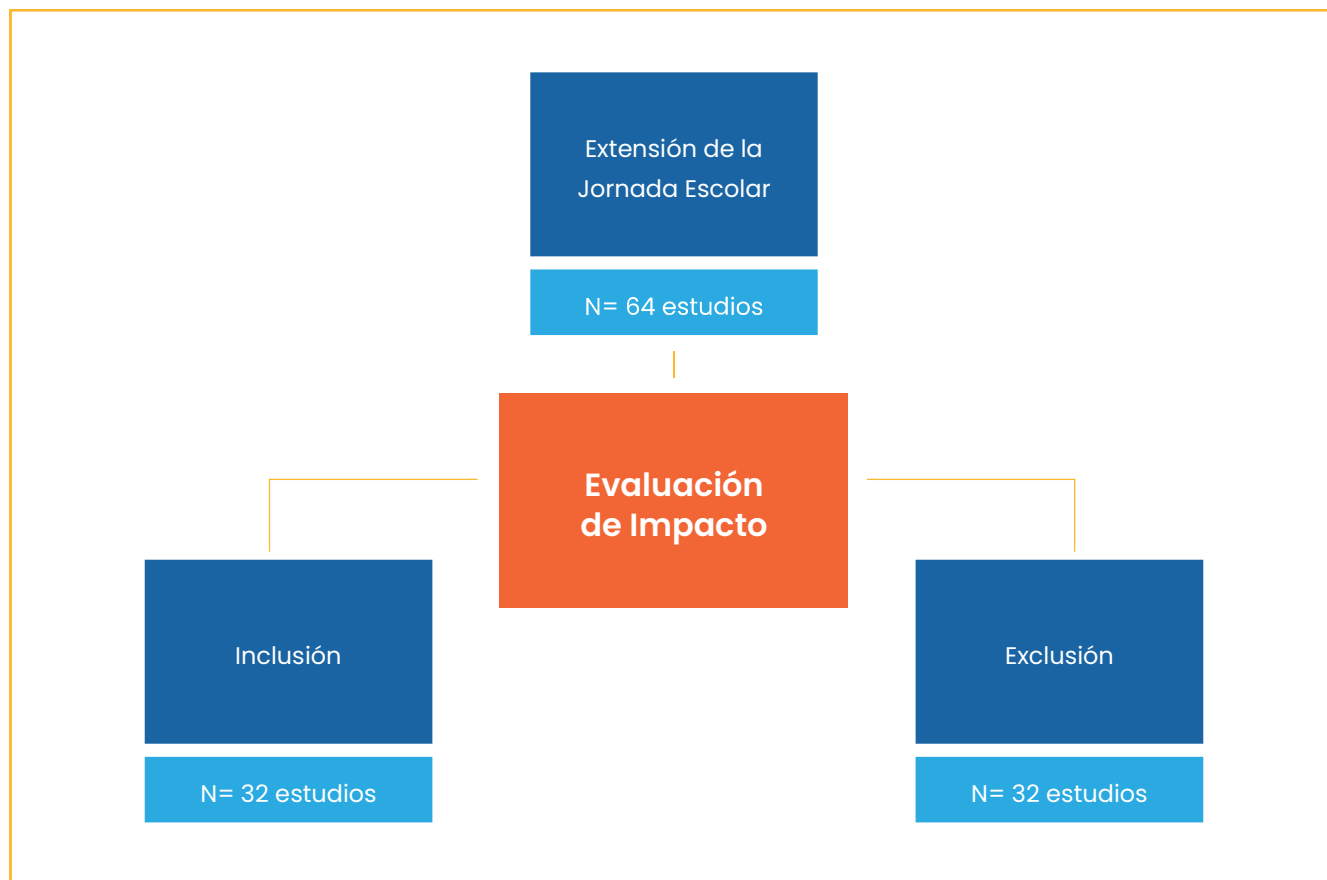 Extensión de la
Jornada Escolar
N= 64 estudios
Evaluación
de Impacto
Inclusión
N= 32 estudios
Exclusión
N= 32 estudios